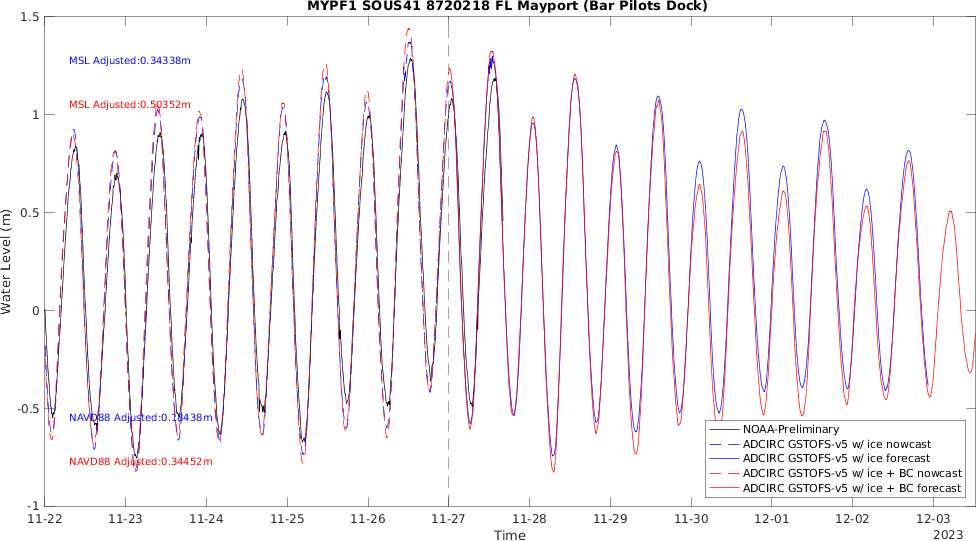 MYPF1 SOUS41 8720218 FL Mayport (Bar Pilots Dock)
1.5
1
0.5
0
-0.5
-1
Water Level (m)
MSL Adjusted:0.34338m
MSL Adjusted:0.50352m
NAVD88 Adjusted:0.18438m
NAVD88 Adjusted:0.34452m
NOAA-Preliminary
ADCIRC GSTOFS-v5 w/ ice nowcast
ADCIRC GSTOFS-v5 w/ ice forecast
ADCIRC GSTOFS-v5 w/ ice + BC nowcast
ADCIRC GSTOFS-v5 w/ ice + BC forecast
11-22 11-23 11-24 11-25 11-26 11-27 11-28 11-29 11-30 12-01 12-02 12-03
Time
2023